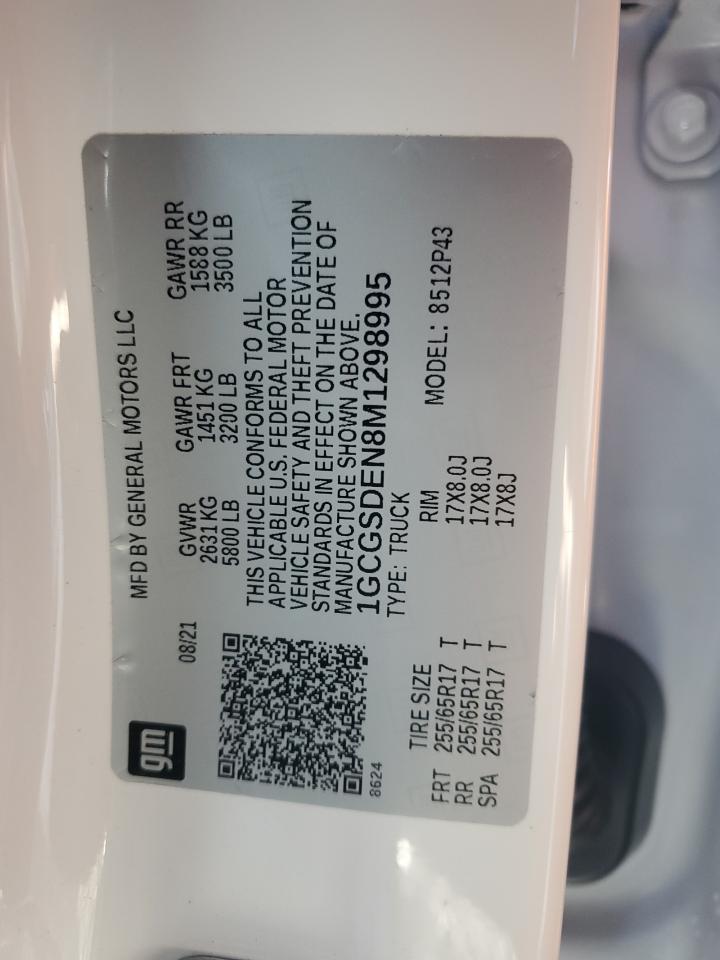 gm
MFD BY GENERAL MOTORS LLC
08/21
GVWR GAWR FRT GAWR RR
2631 KG 1451 KG 1588 KG
5800 LB 3200 LB 3500 LB
THIS VEHICLE CONFORMS TO ALL
APPLICABLE U.S. FEDERAL MOTOR
VEHICLE SAFETY AND THEFT PREVENTION
STANDARDS IN EFFECT ON THE DATE OF
MANUFACTURE SHOWN ABOVE.
1GCGSDEN8M1298995
8624
TYPE: TRUCK
TIRE SIZE RIM MODEL: 8512P43
FRT 255/65R17 T 17X8.0J
RR 255/65R17 T 17X8.0J
SPA 255/65R17 T 17X8J